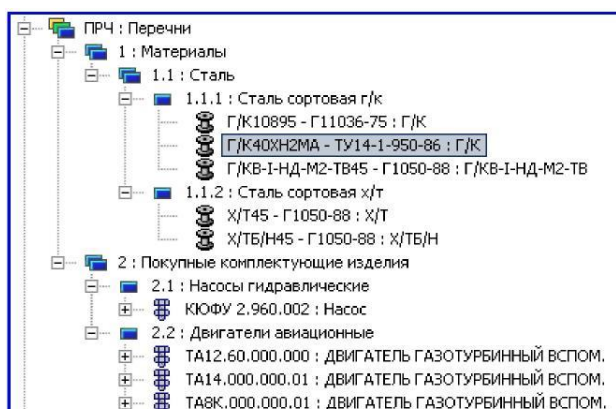 ПРЧ : Перечни
1 : Материалы
1.1 : Сталь
1.1.1 : Сталь сортовая г/к
Г/К10895 - Г11036-75 : Г/К
Г/К40ХН2МА - ТУ14-1-950-86 : Г/К
Г/КВ-I-НД-М2-ТВ45 - Г1050-88 : Г/КВ-I-НД-М2-ТВ
1.1.2 : Сталь сортовая х/т
Х/Т45 - Г1050-88 : Х/Т
Х/ТБ/Н45 - Г1050-88 : Х/ТБ/Н
2 : Покупные комплектующие изделия
2.1 : Насосы гидравлические
КЮФУ 2.960.002 : Насос
2.2 : Двигатели авиационные
ТА12.60.000.000 : ДВИГАТЕЛЬ ГАЗОТУРБИННЫЙ ВСПОМ.
ТА14.000.000.01 : ДВИГАТЕЛЬ ГАЗОТУРБИННЫЙ ВСПОМ.
ТА8К.000.000.01 : ДВИГАТЕЛЬ ГАЗОТУРБИННЫЙ ВСПОМ.